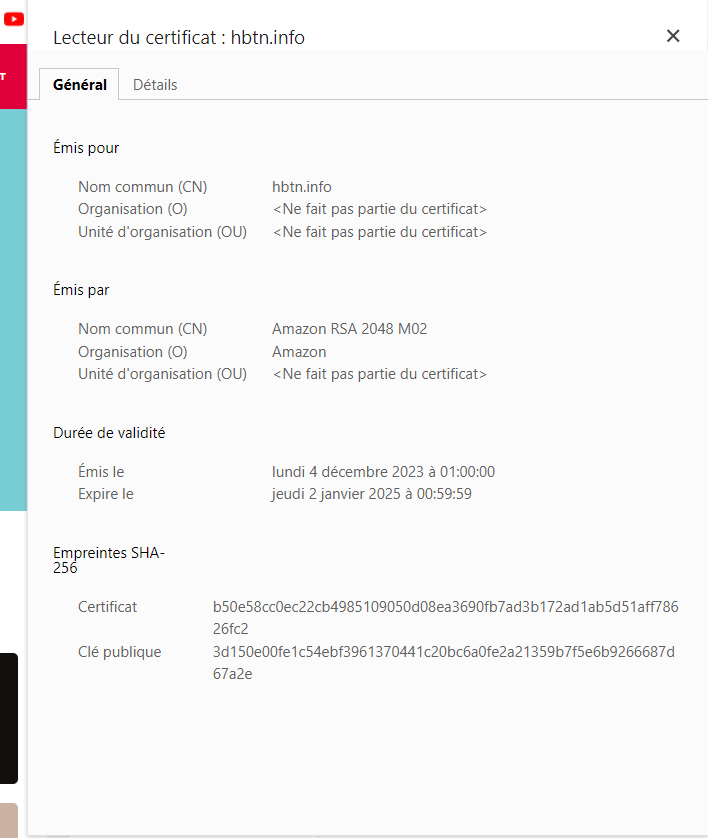 Lecteur du certificat : hbtn.info
T
Général Détails
Émis pour
Nom commun (CN) hbtn.info
Organisation (O) <Ne fait pas partie du certificat>
Unité d'organisation (OU) <Ne fait pas partie du certificat>
Émis par
Nom commun (CN) Amazon RSA 2048 M02
Organisation (O) Amazon
Unité d'organisation (OU) <Ne fait pas partie du certificat>
Durée de validité
Émis le lundi 4 décembre 2023 à 01:00:00
Expire le jeudi 2 janvier 2025 à 00:59:59
Empreintes SHA-
256
Certificat b50e58cc0ec22cb4985109050d08ea3690fb7ad3b172ad1ab5d51aff786
26fc2
Clé publique 3d150e00fe1c54ebf3961370441c20bc6a0fe2a21359b7f5e6b9266687d
67a2e